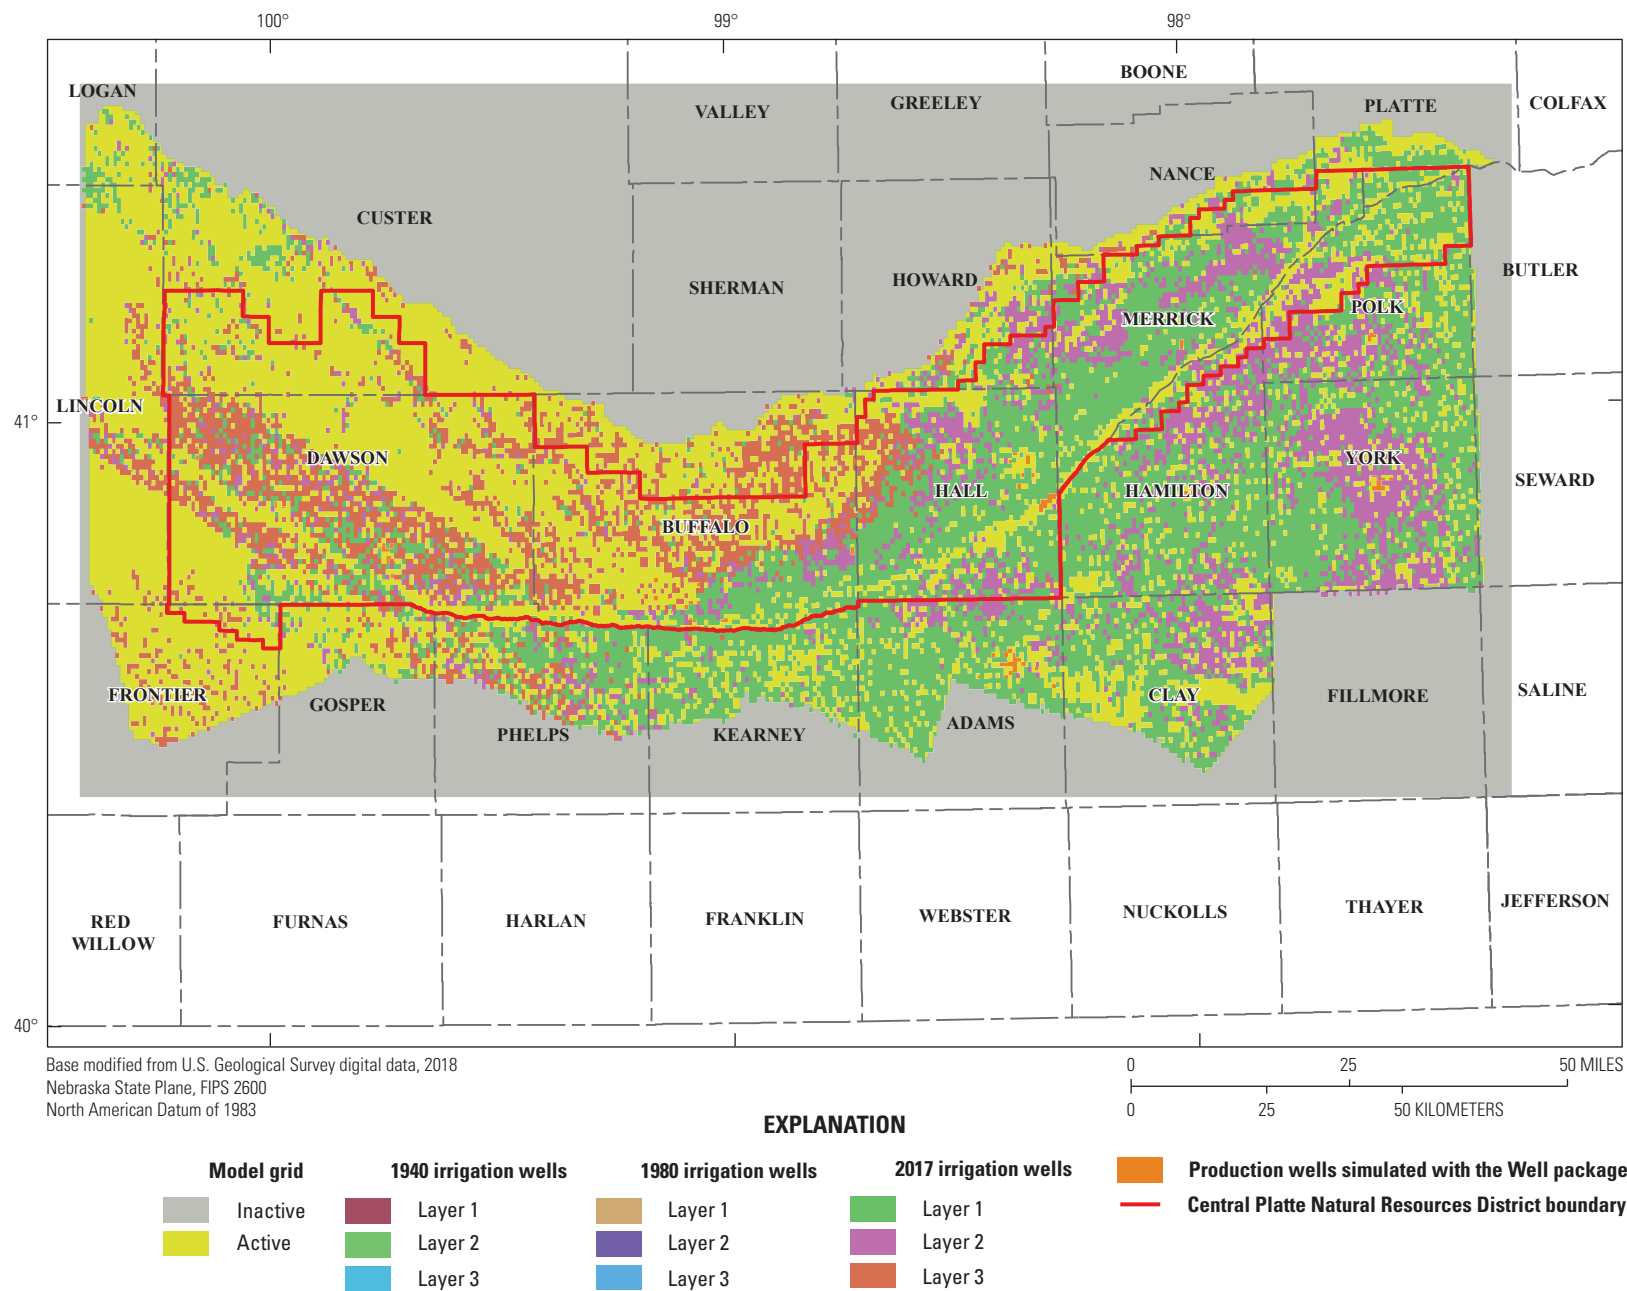 100°
99°
98°
BOONE
LOGAN
VALLEY
GREELEY
PLATTE
COLFAX
NANCE
CUSTER
HOWARD
BUTLER
SHERMAN
MERRICK
POLK
LINCOLN
41°
DAWSON
YORK
SEWARD
HALL
HAMILTON
BUFFALO
FRONTIER
GOSPER
CLAY
FILLMORE
SALINE
PHELPS
KEARNEY
ADAMS
RED
WILLOW
FURNAS
HARLAN
FRANKLIN
WEBSTER
NUCKOLLS
THAYER
JEFFERSON
40°
Base modified from U.S. Geological Survey digital data, 2018
Nebraska State Plane, FIPS 2600
North American Datum of 1983
0 25 50 MILES
0 25 50 KILOMETERS
EXPLANATION
Model grid
Inactive
Active
1940 irrigation wells
Layer 1
Layer 2
Layer 3
1980 irrigation wells
Layer 1
Layer 2
Layer 3
2017 irrigation wells
Layer 1
Layer 2
Layer 3
Production wells simulated with the Well package
Central Platte Natural Resources District boundary